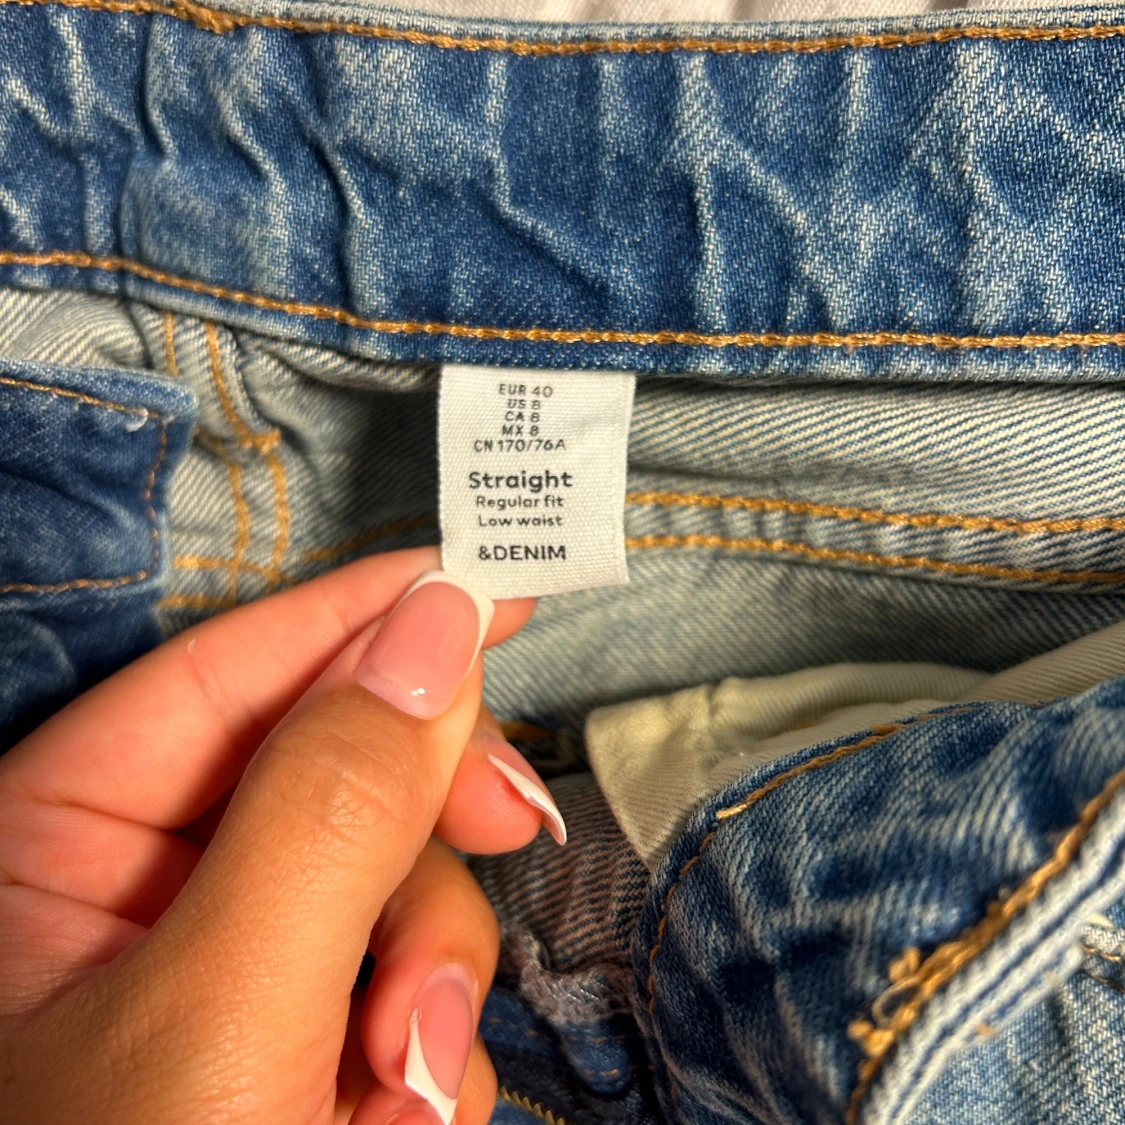 EUR 40
US 8
CA 8
MX 8
CN 170/76A
Straight
Regular fit
Low waist
&DENIM